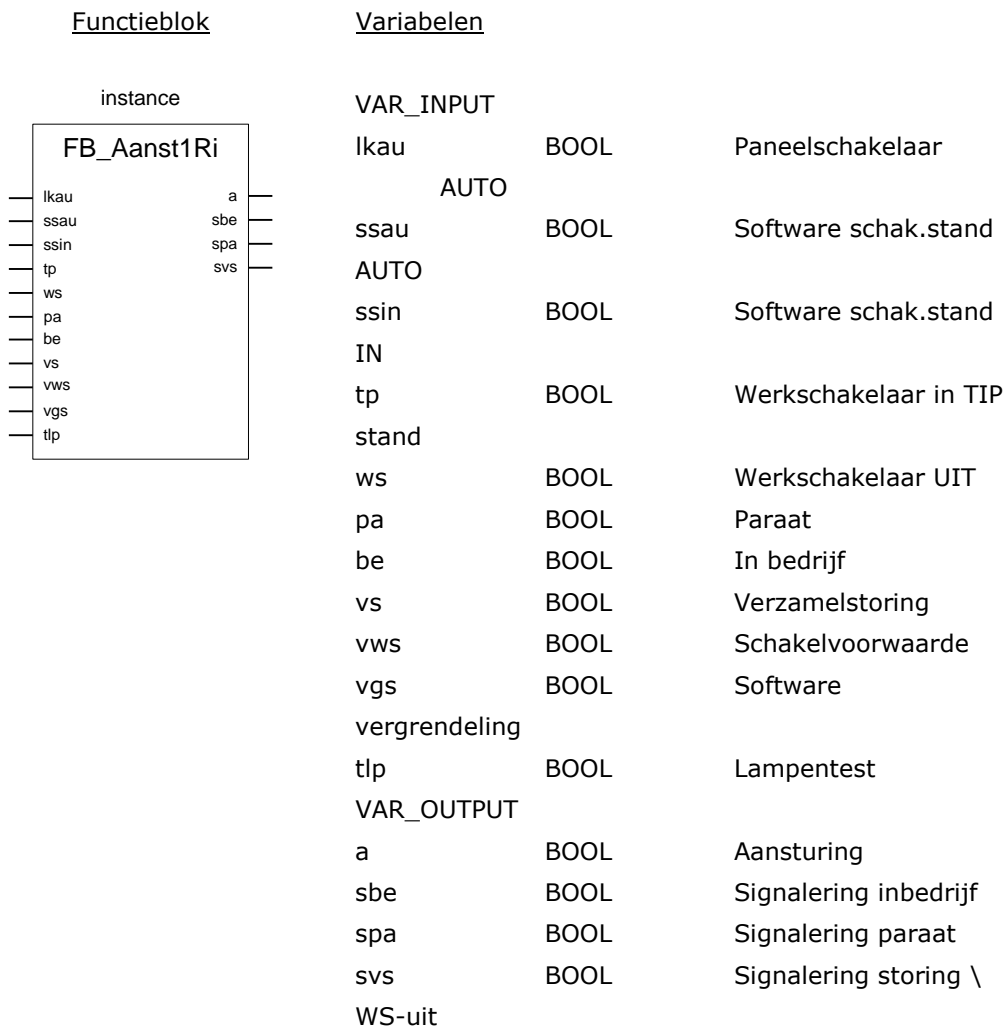 Functieblok Variabelen
instance
FB_Aanst1Ri
lkau a
ssau sbe
ssin spa
tp svs
ws
pa
be
vs
vws
vgs
tlp
VAR_INPUT
lkau BOOL Paneelschakelaar
AUTO
ssau BOOL Software schak.stand
AUTO
ssin BOOL Software schak.stand
IN
tp BOOL Werkschakelaar in TIP
stand
ws BOOL Werkschakelaar UIT
pa BOOL Paraat
be BOOL In bedrijf
vs BOOL Verzamelstoring
vws BOOL Schakelvoorwaarde
vgs BOOL Software
vergrendeling
tlp BOOL Lampentest
VAR_OUTPUT
a BOOL Aansturing
sbe BOOL Signalering inbedrijf
spa BOOL Signalering paraat
svs BOOL Signalering storing \
WS-uit